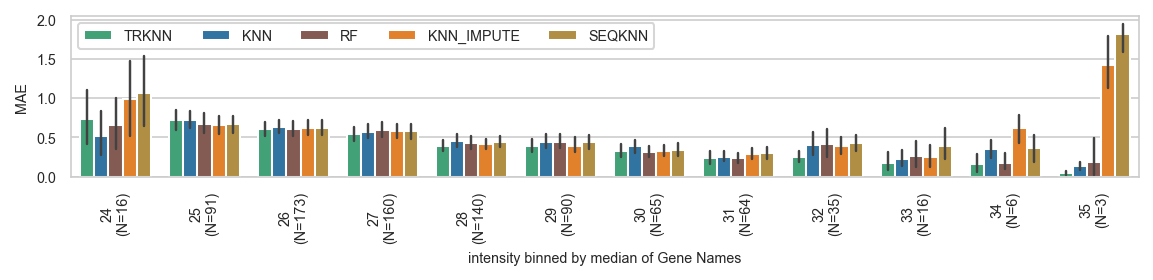 TRKNN KNN RF KNN_IMPUTE SEQKNN
MAE
2.0
1.5
1.0
0.5
0.0
24 (N=16)
25 (N=91)
26 (N=173)
27 (N=160)
28 (N=140)
29 (N=90)
30 (N=65)
31 (N=64)
32 (N=35)
33 (N=16)
34 (N=6)
35 (N=3)
intensity binned by median of Gene Names